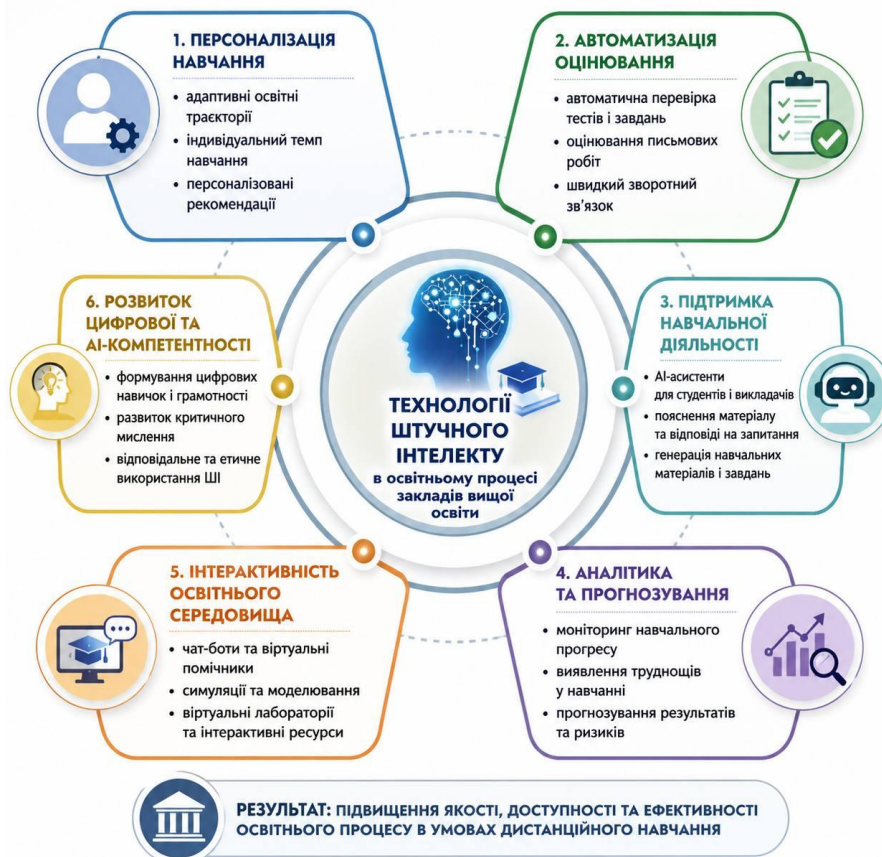 1. ПЕРСОНАЛІЗАЦІЯ
НАВЧАННЯ
• адаптивні освітні
траєкторії
• індивідуальний темп
навчання
• персоналізовані
рекомендації
2. АВТОМАТИЗАЦІЯ
ОЦІНЮВАННЯ
• автоматична перевірка
тестів і завдань
• оцінювання письмових
робіт
• швидкий зворотний
зв'язок
6. РОЗВИТОК
ЦИФРОВОЇ ТА
АІ-КОМПЕТЕНТНОСТІ
• формування цифрових
навичок і грамотності
• розвиток критичного
мислення
• відповідальне та етичне
використання ШІ
ТЕХНОЛОГІЇ
ШТУЧНОГО
ІНТЕЛЕКТУ
в освітньому процесі
закладів вищої
освіти
3. ПІДТРИМКА
НАВЧАЛЬНОЇ
ДІЯЛЬНОСТІ
• АІ-асистенти
для студентів і викладачів
• пояснення матеріалу
та відповіді на запитання
• генерація навчальних
матеріалів і завдань
5. ІНТЕРАКТИВНІСТЬ
ОСВІТНЬОГО
СЕРЕДОВИЩА
• чат-боти та віртуальні
помічники
• симуляції та моделювання
• віртуальні лабораторії
та інтерактивні ресурси
4. АНАЛІТИКА
ТА ПРОГНОЗУВАННЯ
• моніторинг навчального
прогресу
• виявлення труднощів
у навчанні
• прогнозування результатів
та ризиків
РЕЗУЛЬТАТ: ПІДВИЩЕННЯ ЯКОСТІ, ДОСТУПНОСТІ ТА ЕФЕКТИВНОСТІ
ОСВІТНЬОГО ПРОЦЕСУ В УМОВАХ ДИСТАНЦІЙНОГО НАВЧАННЯ